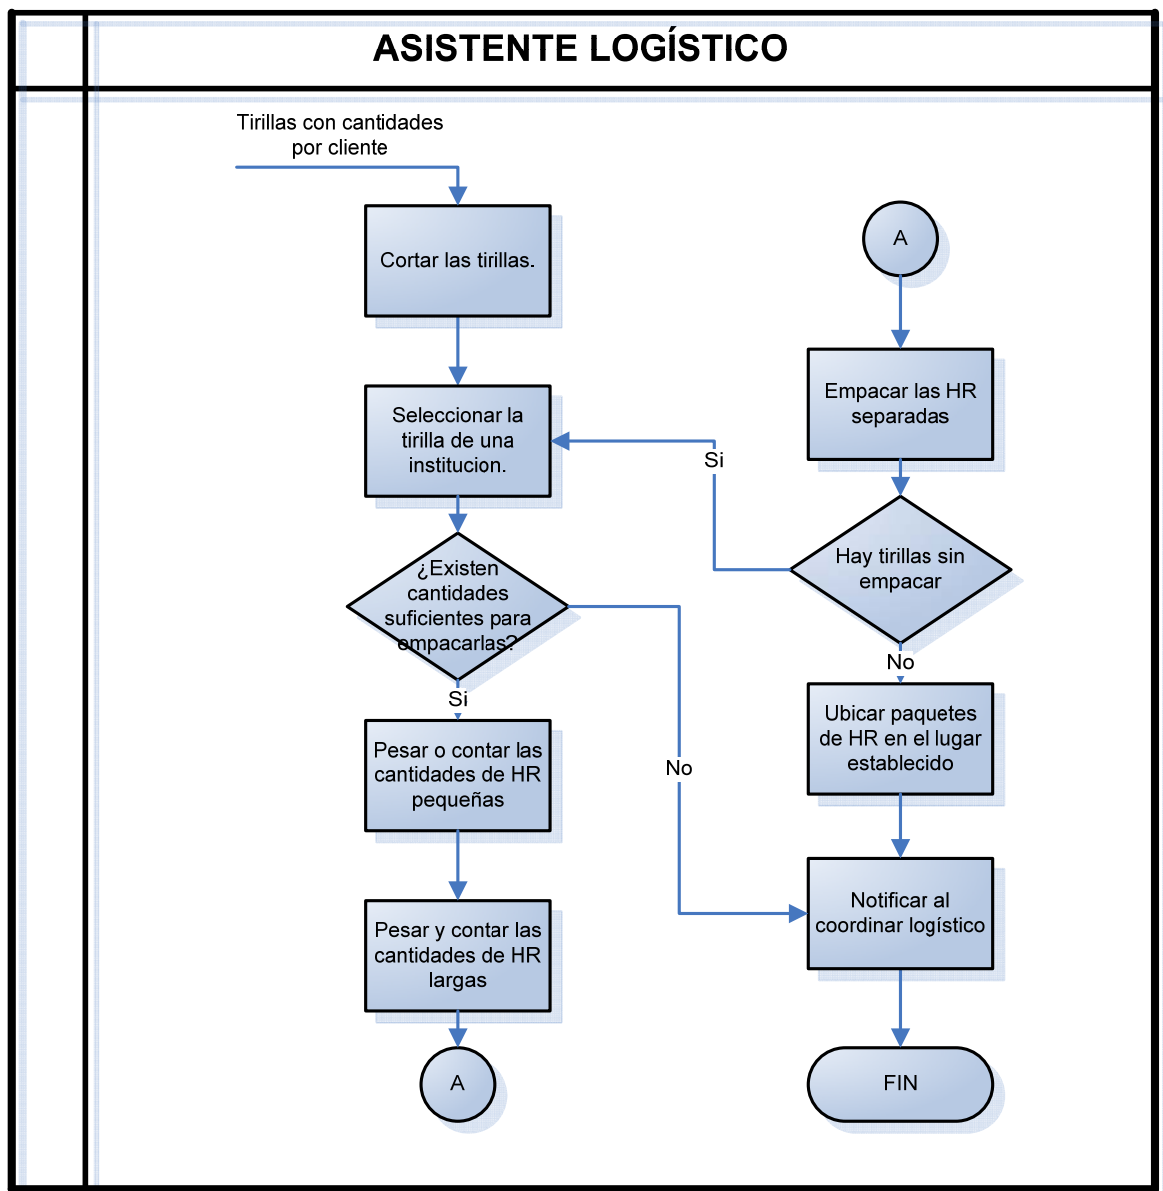 ASISTENTE LOGÍSTICO
Tirillas con cantidades
por cliente
Cortar las tirillas.
Seleccionar la
tirilla de una
institucion.
¿Existen
cantidades
suficientes para
empacarlas?
Si
No
Pesar o contar las
cantidades de HR
pequeñas
Pesar y contar las
cantidades de HR
largas
A
A
Empacar las HR
separadas
Hay tirillas sin
empacar
Si
No
Ubicar paquetes
de HR en el lugar
establecido
Notificar al
coordinar logístico
FIN